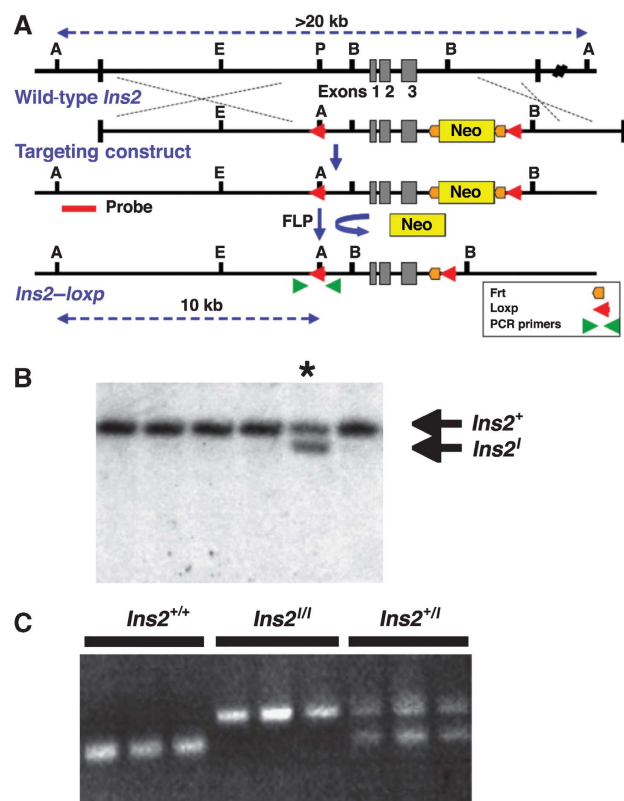 A
>20 kb
A E P B B A
Wild-type Ins2
Exons 1 2 3
E A B
Neo
Targeting construct
A E A B B
Neo
Probe
FLP
Neo
A E A B B
Ins2–loxp
10 kb
Frt
Loxp
PCR primers
B
*
Ins2+
Ins2l
C
Ins2+/+ Ins2l/l Ins2+/l